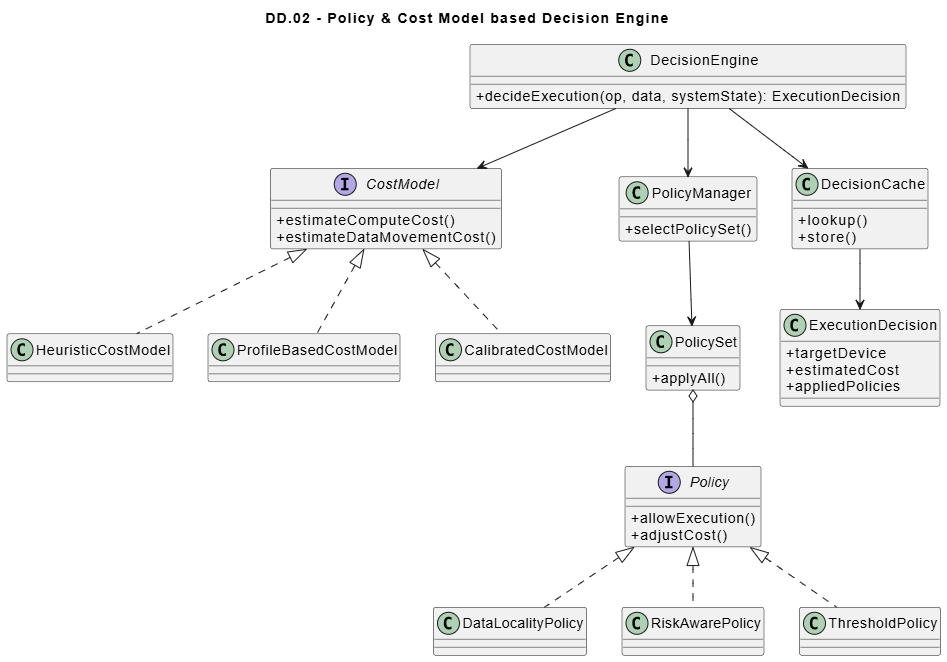 DD.02 - Policy & Cost Model based Decision Engine
C DecisionEngine
+decideExecution(op, data, systemState): ExecutionDecision
I CostModel
+estimateComputeCost()
+estimateDataMovementCost()
C PolicyManager
+selectPolicySet()
C DecisionCache
+lookup()
+store()
C HeuristicCostModel
C ProfileBasedCostModel
C CalibratedCostModel
C PolicySet
+applyAll()
C ExecutionDecision
+targetDevice
+estimatedCost
+appliedPolicies
I Policy
+allowExecution()
+adjustCost()
C DataLocalityPolicy
C RiskAwarePolicy
C ThresholdPolicy